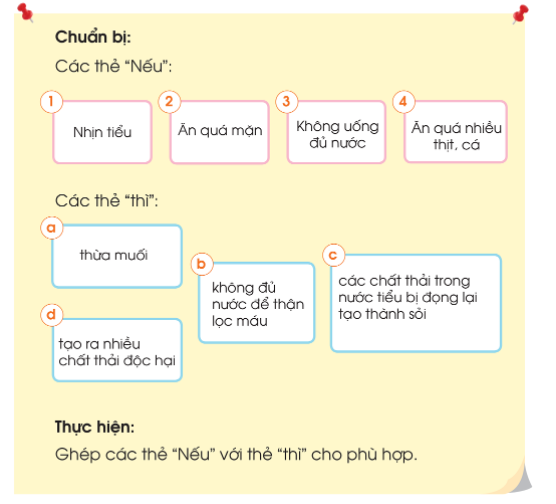 Chuẩn bị:
Các thẻ “Nếu”:
1
Nhịn tiểu
2
Ăn quá mặn
3
Không uống
đủ nước
4
Ăn quá nhiều
thịt, cá
Các thẻ “thì”:
a
thừa muối
b
không đủ
nước để thận
lọc máu
c
các chất thải trong
nước tiểu bị đọng lại
tạo thành sỏi
d
tạo ra nhiều
chất thải độc hại
Thực hiện:
Ghép các thẻ “Nếu” với thẻ “thì” cho phù hợp.